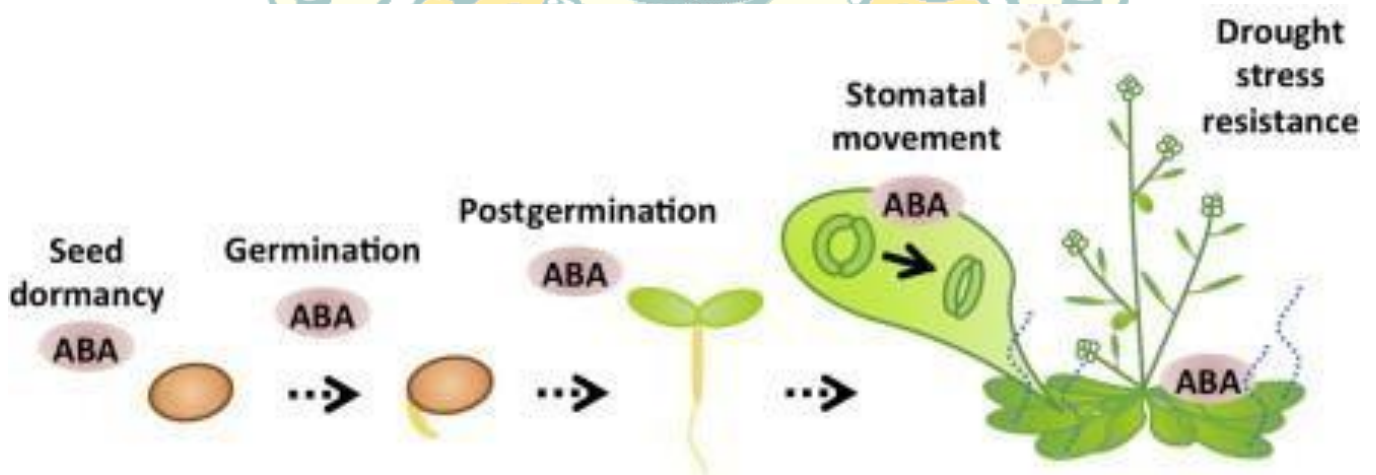 Seed
dormancy
ABA
Germination
ABA
Postgermination
ABA
Stomatal
movement
ABA
Drought
stress
resistance
ABA